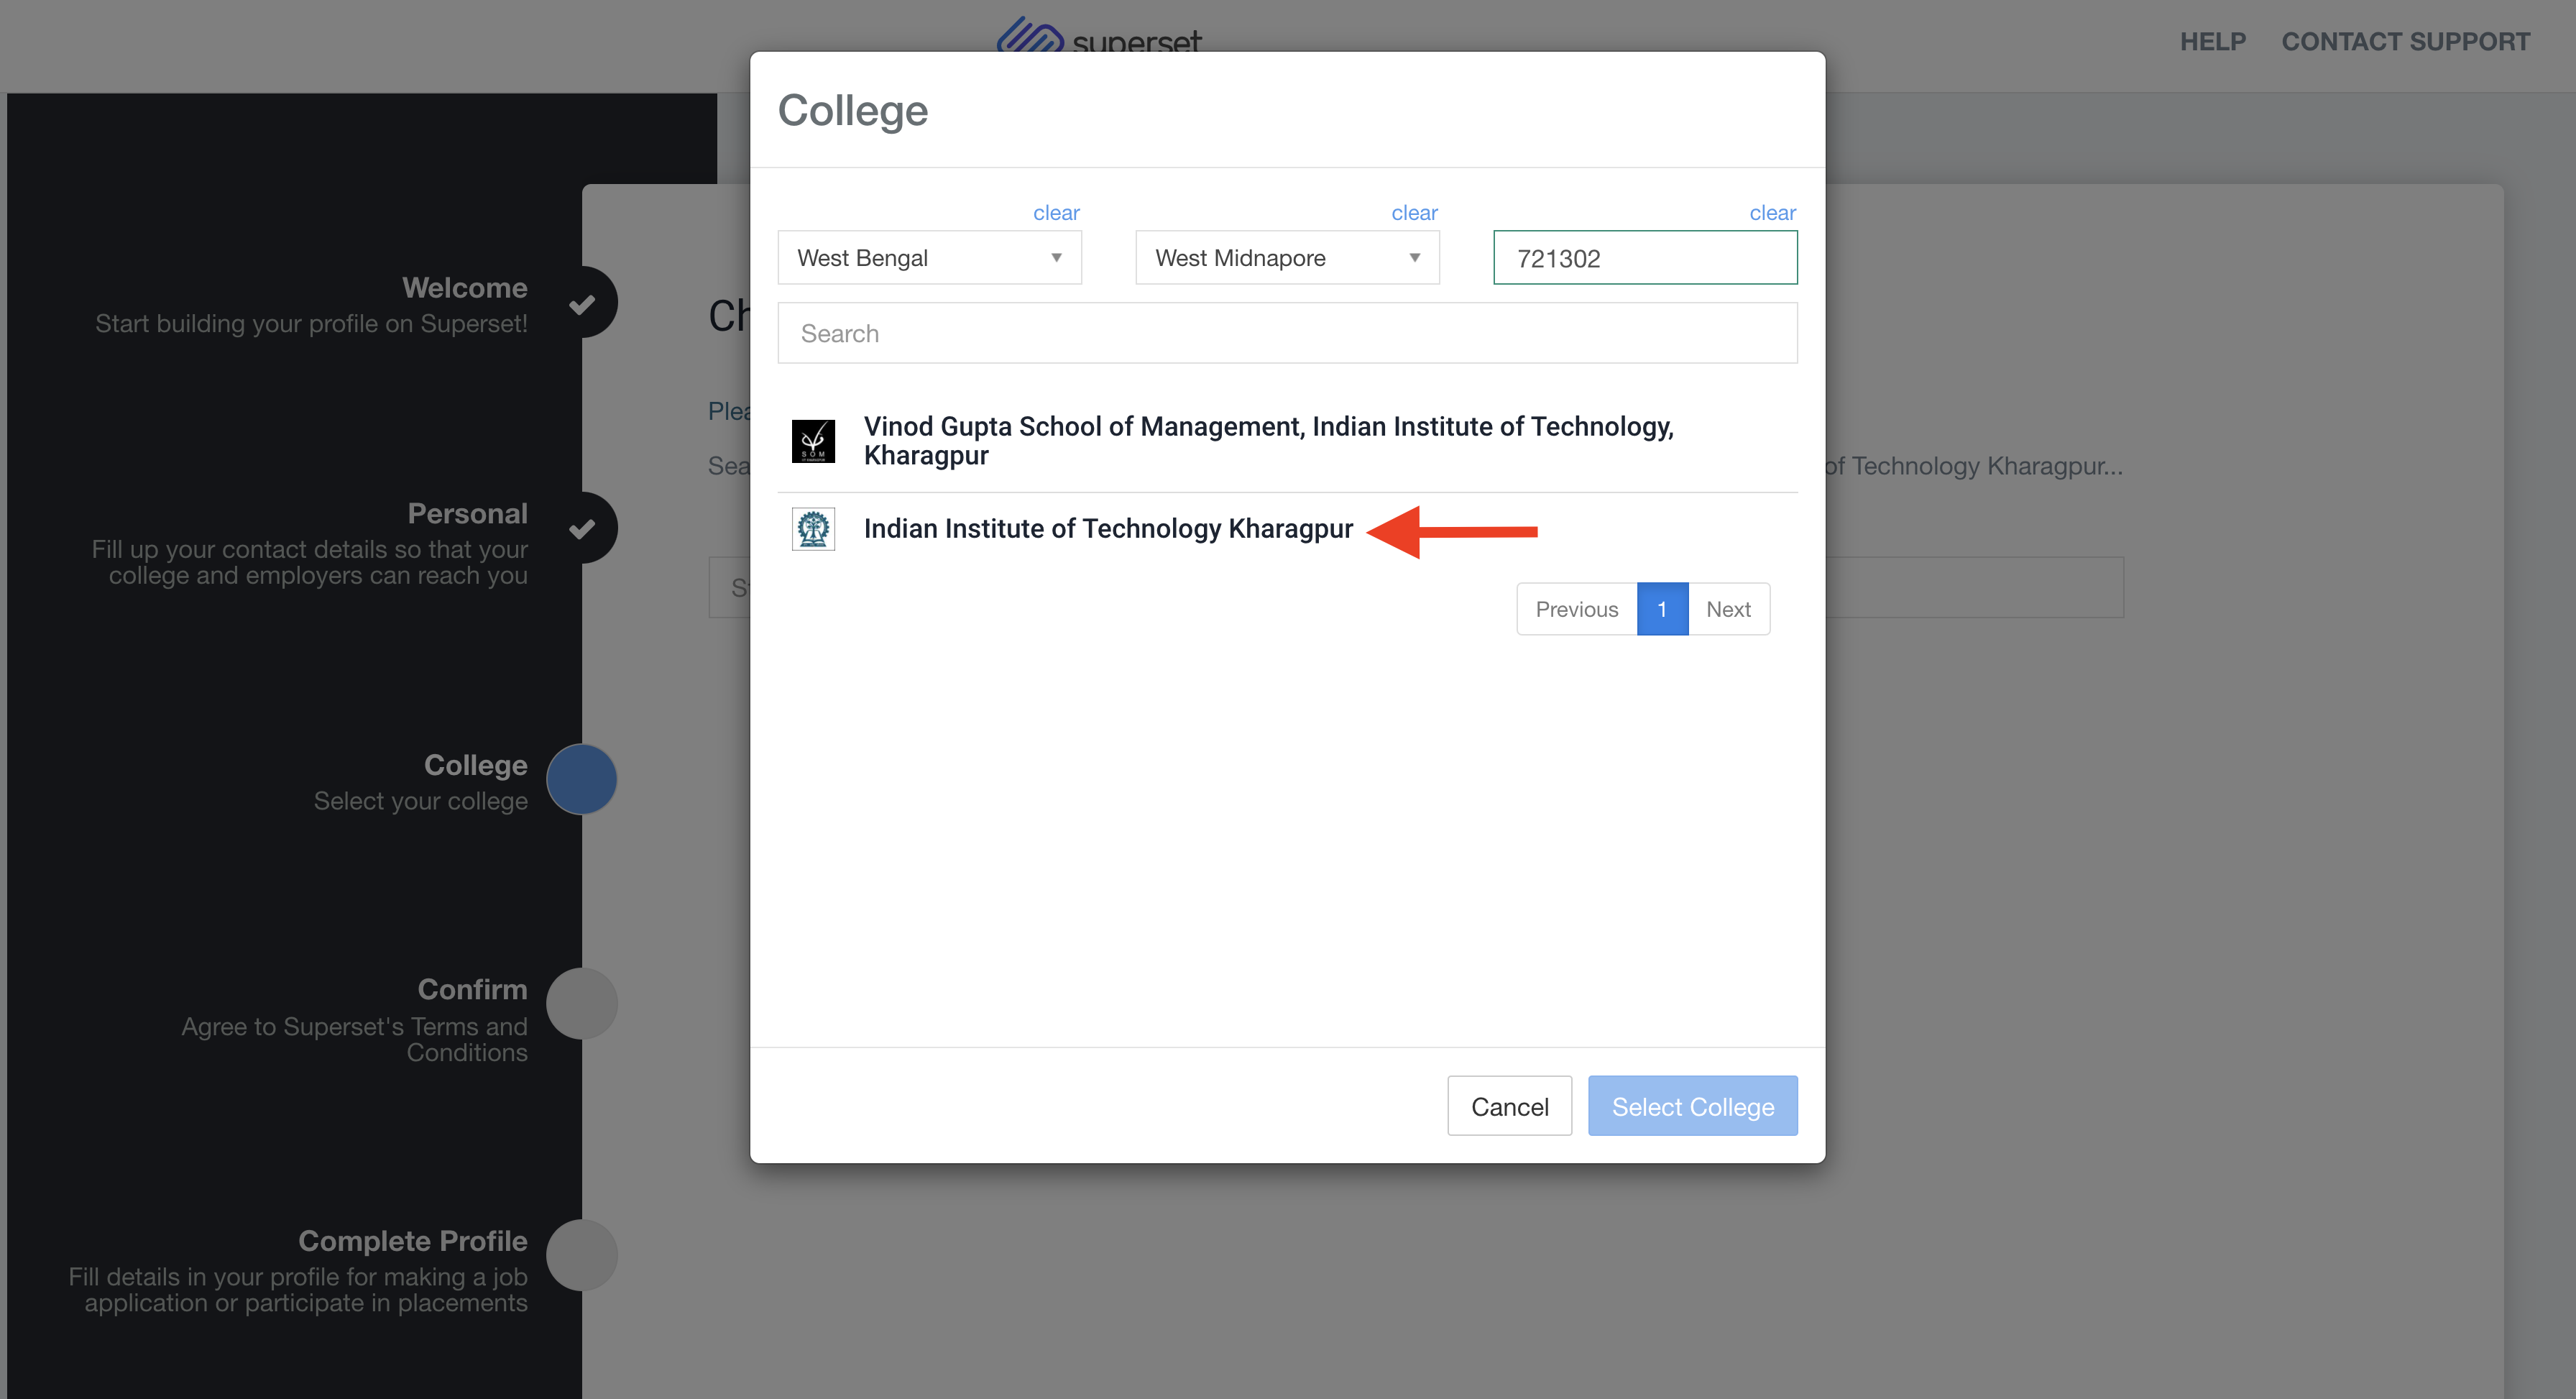 superset
HELP
CONTACT SUPPORT
College
clear
clear
clear
West Bengal
West Midnapore
721302
Search
Vinod Gupta School of Management, Indian Institute of Technology,
Kharagpur
Indian Institute of Technology Kharagpur
Previous
1
Next
Cancel
Select College
Welcome
Start building your profile on Superset!
Personal
Fill up your contact details so that your
college and employers can reach you
College
Select your college
Confirm
Agree to Superset's Terms and
Conditions
Complete Profile
Fill details in your profile for making a job
application or participate in placements
of Technology Kharagpur...